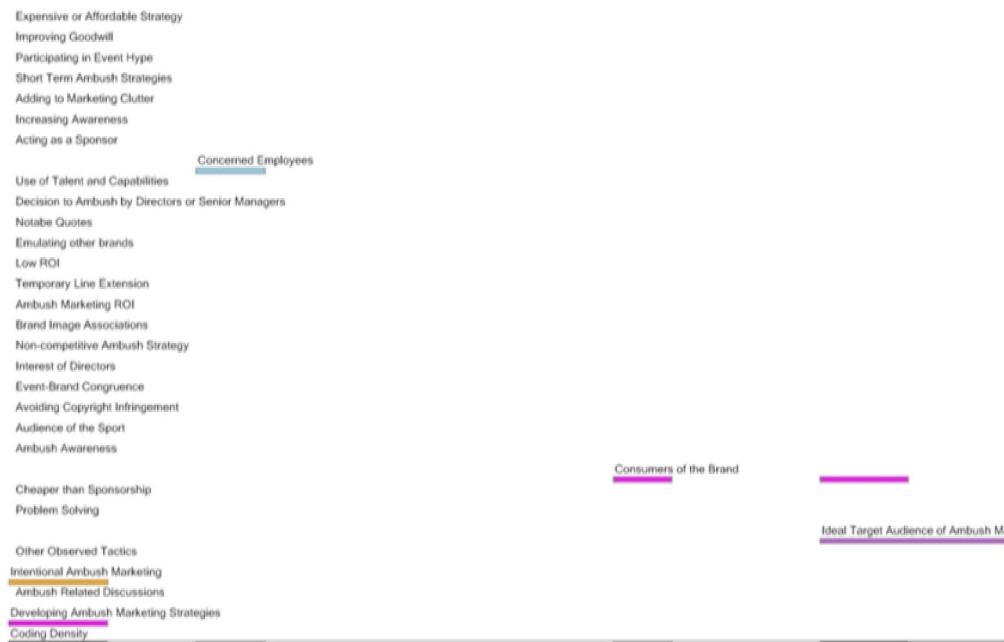 Expensive or Affordable Strategy
Improving Goodwill
Participating in Event Hype
Short Term Ambush Strategies
Adding to Marketing Clutter
Increasing Awareness
Acting as a Sponsor
Concerned Employees
Use of Talent and Capabilities
Decision to Ambush by Directors or Senior Managers
Notabe Quotes
Emulating other brands
Low ROI
Temporary Line Extension
Ambush Marketing ROI
Brand Image Associations
Non-competitive Ambush Strategy
Interest of Directors
Event-Brand Congruence
Avoiding Copyright Infringement
Audience of the Sport
Ambush Awareness
Consumers of the Brand
Cheaper than Sponsorship
Problem Solving
Ideal Target Audience of Ambush M
Other Observed Tactics
Intentional Ambush Marketing
Ambush Related Discussions
Developing Ambush Marketing Strategies
Coding Density